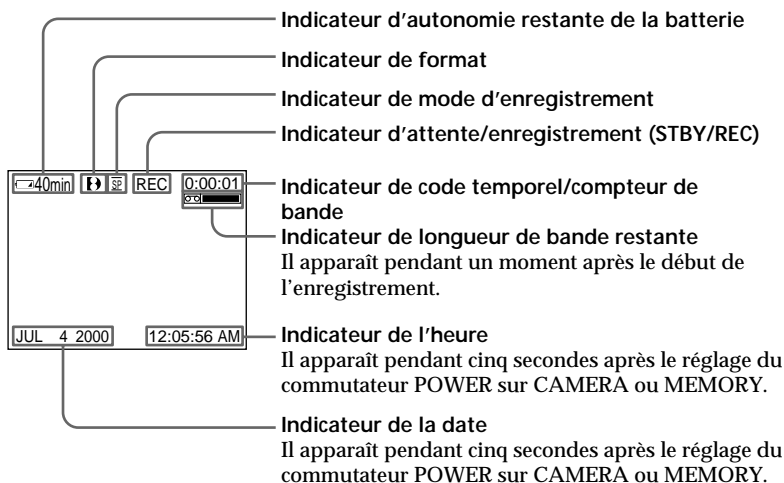 Indicateur d'autonomie restante de la batterie
Indicateur de format
Indicateur de mode d'enregistrement
Indicateur d'attente/enregistrement (STBY/REC)
40min SP REC 0:00:01
Indicateur de code temporel/compteur de
bande
Indicateur de longueur de bande restante
Il apparaît pendant un moment après le début de
l'enregistrement.
JUL 4 2000 12:05:56 AM
Indicateur de l'heure
Il apparaît pendant cinq secondes après le réglage du
commutateur POWER sur CAMERA ou MEMORY.
Indicateur de la date
Il apparaît pendant cinq secondes après le réglage du
commutateur POWER sur CAMERA ou MEMORY.